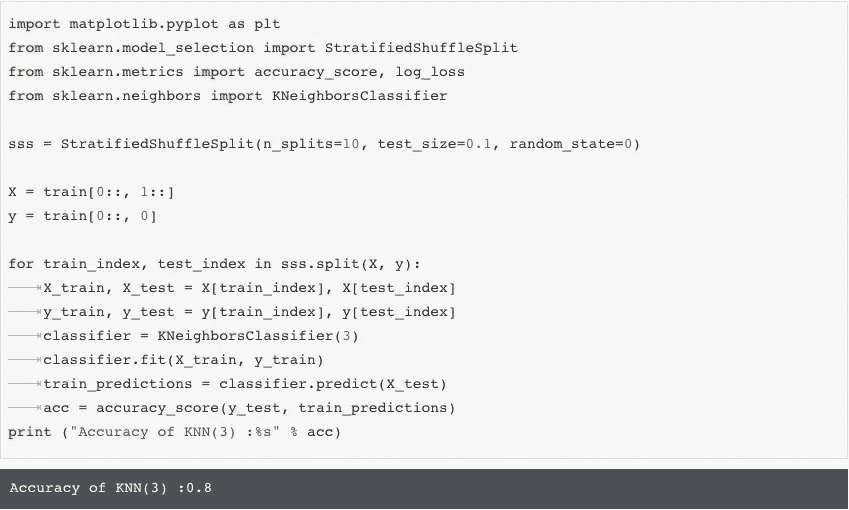 import matplotlib.pyplot as plt
from sklearn.model_selection import StratifiedShuffleSplit
from sklearn.metrics import accuracy_score, log_loss
from sklearn.neighbors import KNeighborsClassifier
sss = StratifiedShuffleSplit(n_splits=10, test_size=0.1, random_state=0)
X = train[0::, 1::]
y = train[0::, 0]
for train_index, test_index in sss.split(X, y):
X_train, X_test = X[train_index], X[test_index]
y_train, y_test = y[train_index], y[test_index]
classifier = KNeighborsClassifier(3)
classifier.fit(X_train, y_train)
train_predictions = classifier.predict(X_test)
acc = accuracy_score(y_test, train_predictions)
print ("Accuracy of KNN(3) :%s" % acc)
Accuracy of KNN(3) :0.8